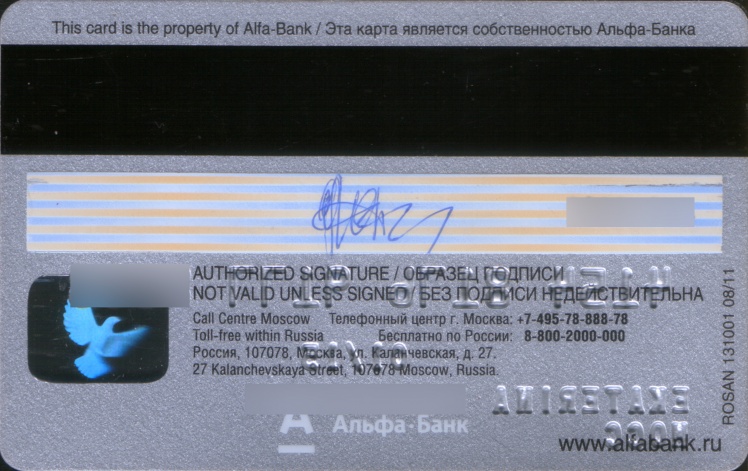 This card is the property of Alfa-Bank / Эта карта является собственностью Альфа-Банка
AUTHORIZED SIGNATURE / ОБРАЗЕЦ ПОДПИСИ
NOT VALID UNLESS SIGNED / БЕЗ ПОДПИСИ НЕДЕЙСТВИТЕЛЬНА
Call Centre Moscow Телефонный центр г. Москва: +7-495-78-888-78
Toll-free within Russia Бесплатно по России: 8-800-2000-000
Россия, 107078, Москва, ул. Каланчевская, д. 27.
27 Kalanchevskaya Street, 107078 Moscow, Russia.
EKATERINA
А Альфа·Банк
www.alfabank.ru
ROSAN 131001 08/11